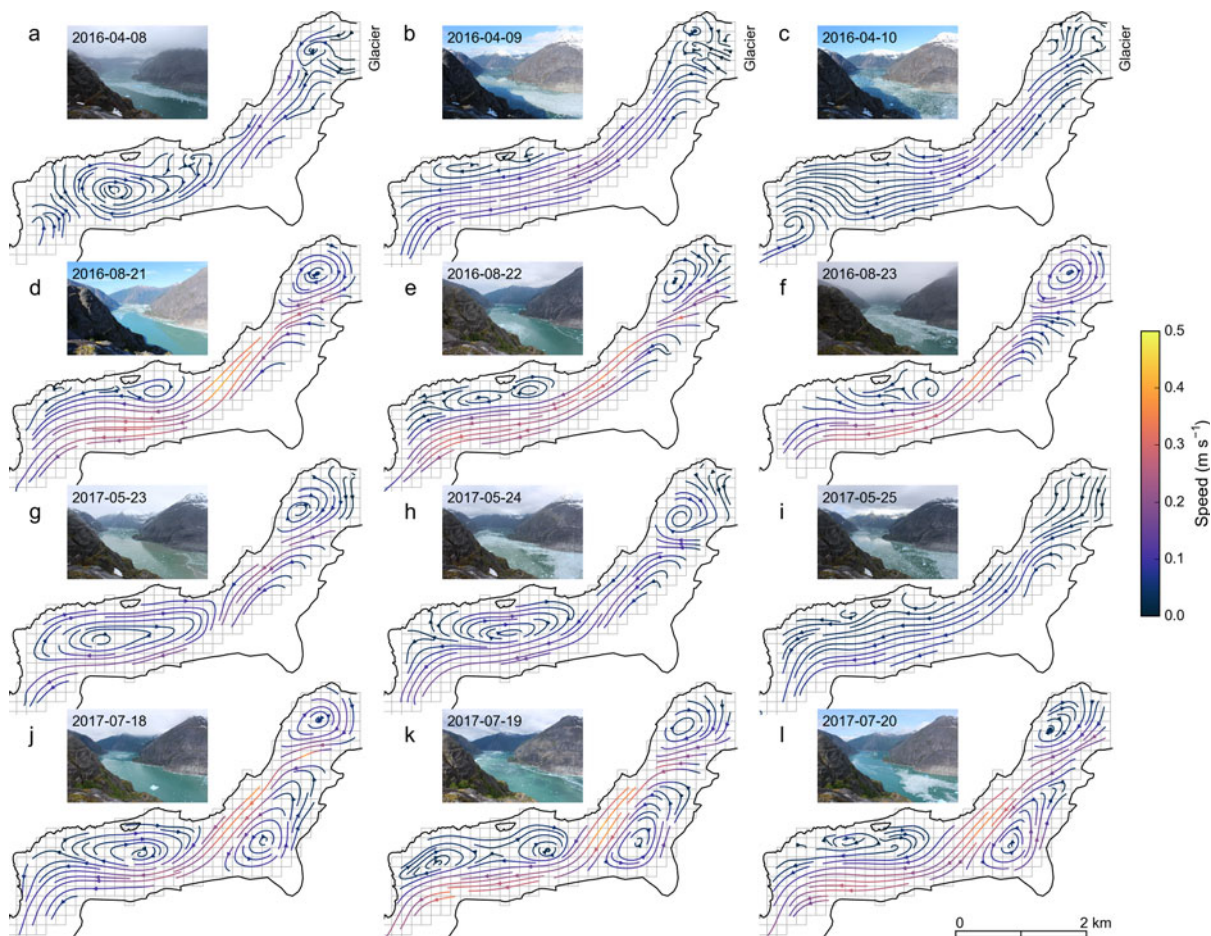 a 2016-04-08 Glacier
b 2016-04-09 Glacier
c 2016-04-10 Glacier
d 2016-08-21
e 2016-08-22
f 2016-08-23
g 2017-05-23
h 2017-05-24
i 2017-05-25
j 2017-07-18
k 2017-07-19
l 2017-07-20
0.5
0.4
0.3
0.2
0.1
0.0
Speed (m s⁻¹)
0 2 km